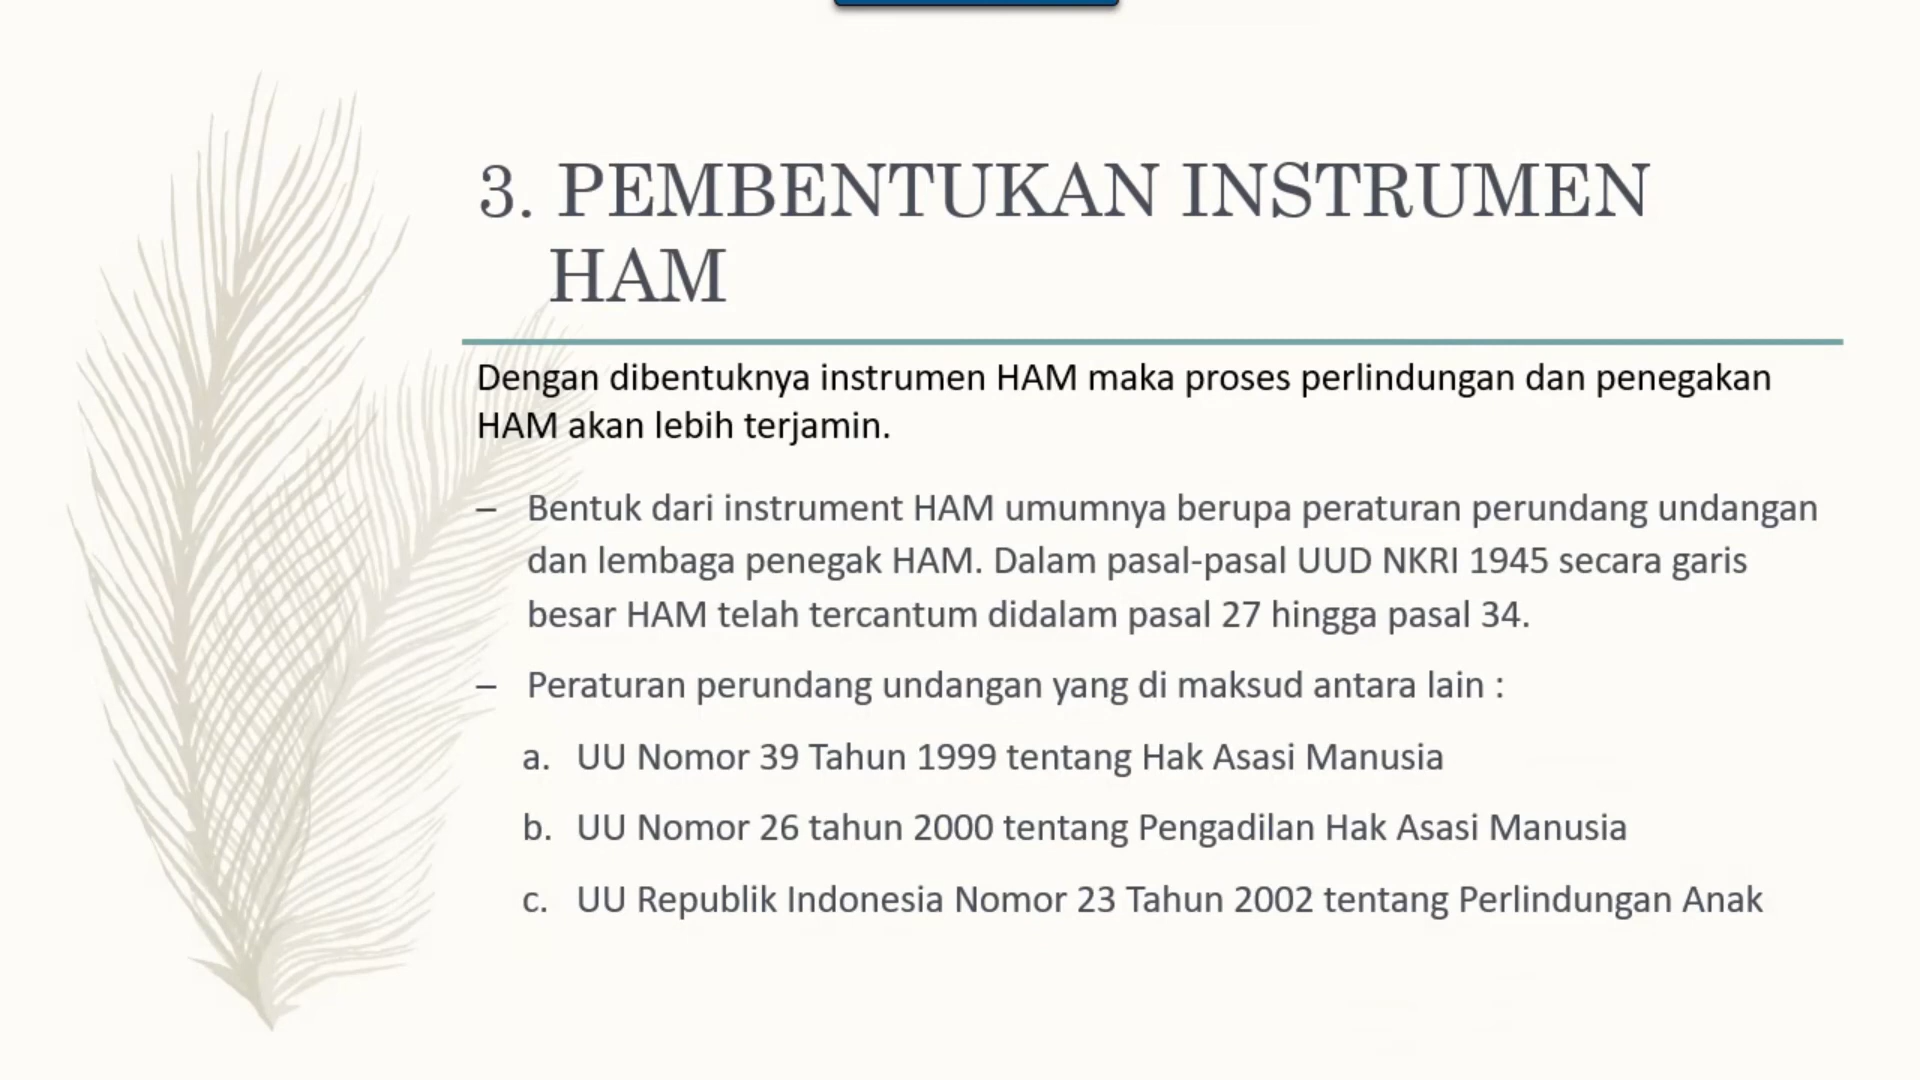 3. PEMBENTUKAN INSTRUMEN
HAM
Dengan dibentuknya instrumen HAM maka proses perlindungan dan penegakan
HAM akan lebih terjamin.
– Bentuk dari instrument HAM umumnya berupa peraturan perundang undangan
dan lembaga penegak HAM. Dalam pasal-pasal UUD NKRI 1945 secara garis
besar HAM telah tercantum didalam pasal 27 hingga pasal 34.
– Peraturan perundang undangan yang di maksud antara lain :
a. UU Nomor 39 Tahun 1999 tentang Hak Asasi Manusia
b. UU Nomor 26 tahun 2000 tentang Pengadilan Hak Asasi Manusia
c. UU Republik Indonesia Nomor 23 Tahun 2002 tentang Perlindungan Anak